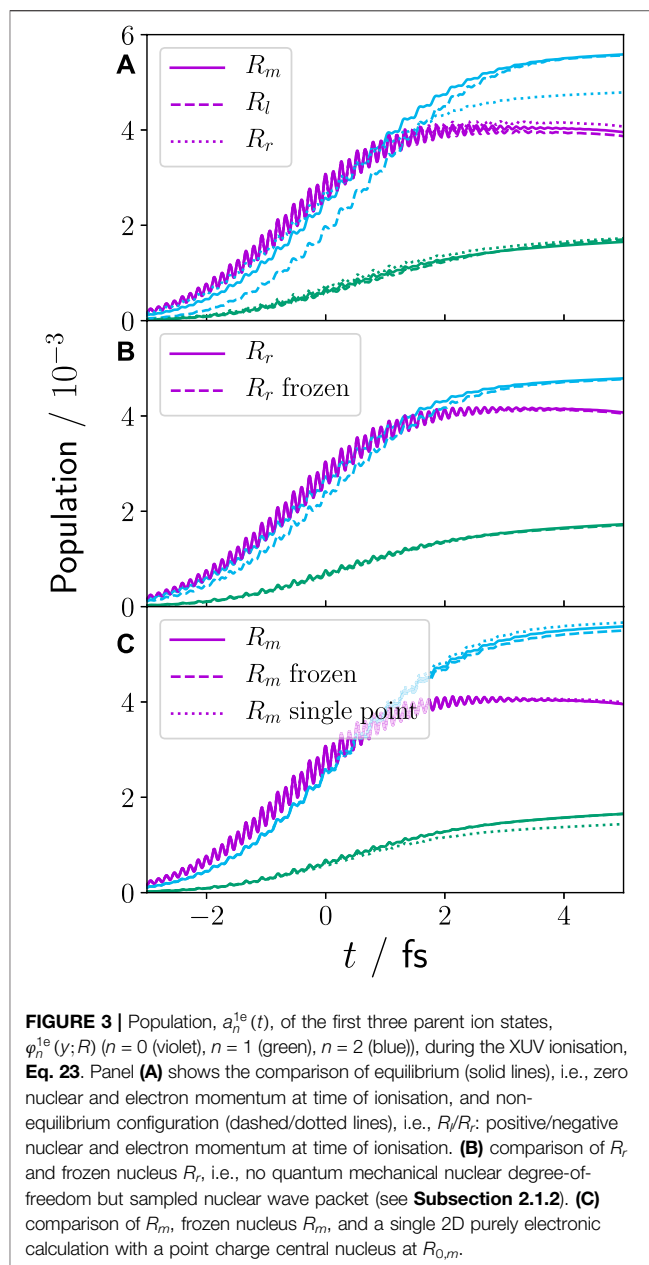 6
A
R_m
R_l
R_r
4
2
0
B
R_r
R_r frozen
4
2
0
C
R_m
R_m frozen
R_m single point
4
2
0
Population / 10^{-3}
−2 0 2 4
t / fs
FIGURE 3 | Population, a_n^{1e}(t), of the first three parent ion states,
φ_n^{1e}(y; R) (n = 0 (violet), n = 1 (green), n = 2 (blue)), during the XUV ionisation,
Eq. 23. Panel (A) shows the comparison of equilibrium (solid lines), i.e., zero
nuclear and electron momentum at time of ionisation, and non-
equilibrium configuration (dashed/dotted lines), i.e., R_l/R_r: positive/negative
nuclear and electron momentum at time of ionisation. (B) comparison of R_r
and frozen nucleus R_r, i.e., no quantum mechanical nuclear degree-of-
freedom but sampled nuclear wave packet (see Subsection 2.1.2). (C)
comparison of R_m, frozen nucleus R_m, and a single 2D purely electronic
calculation with a point charge central nucleus at R_{0,m}.